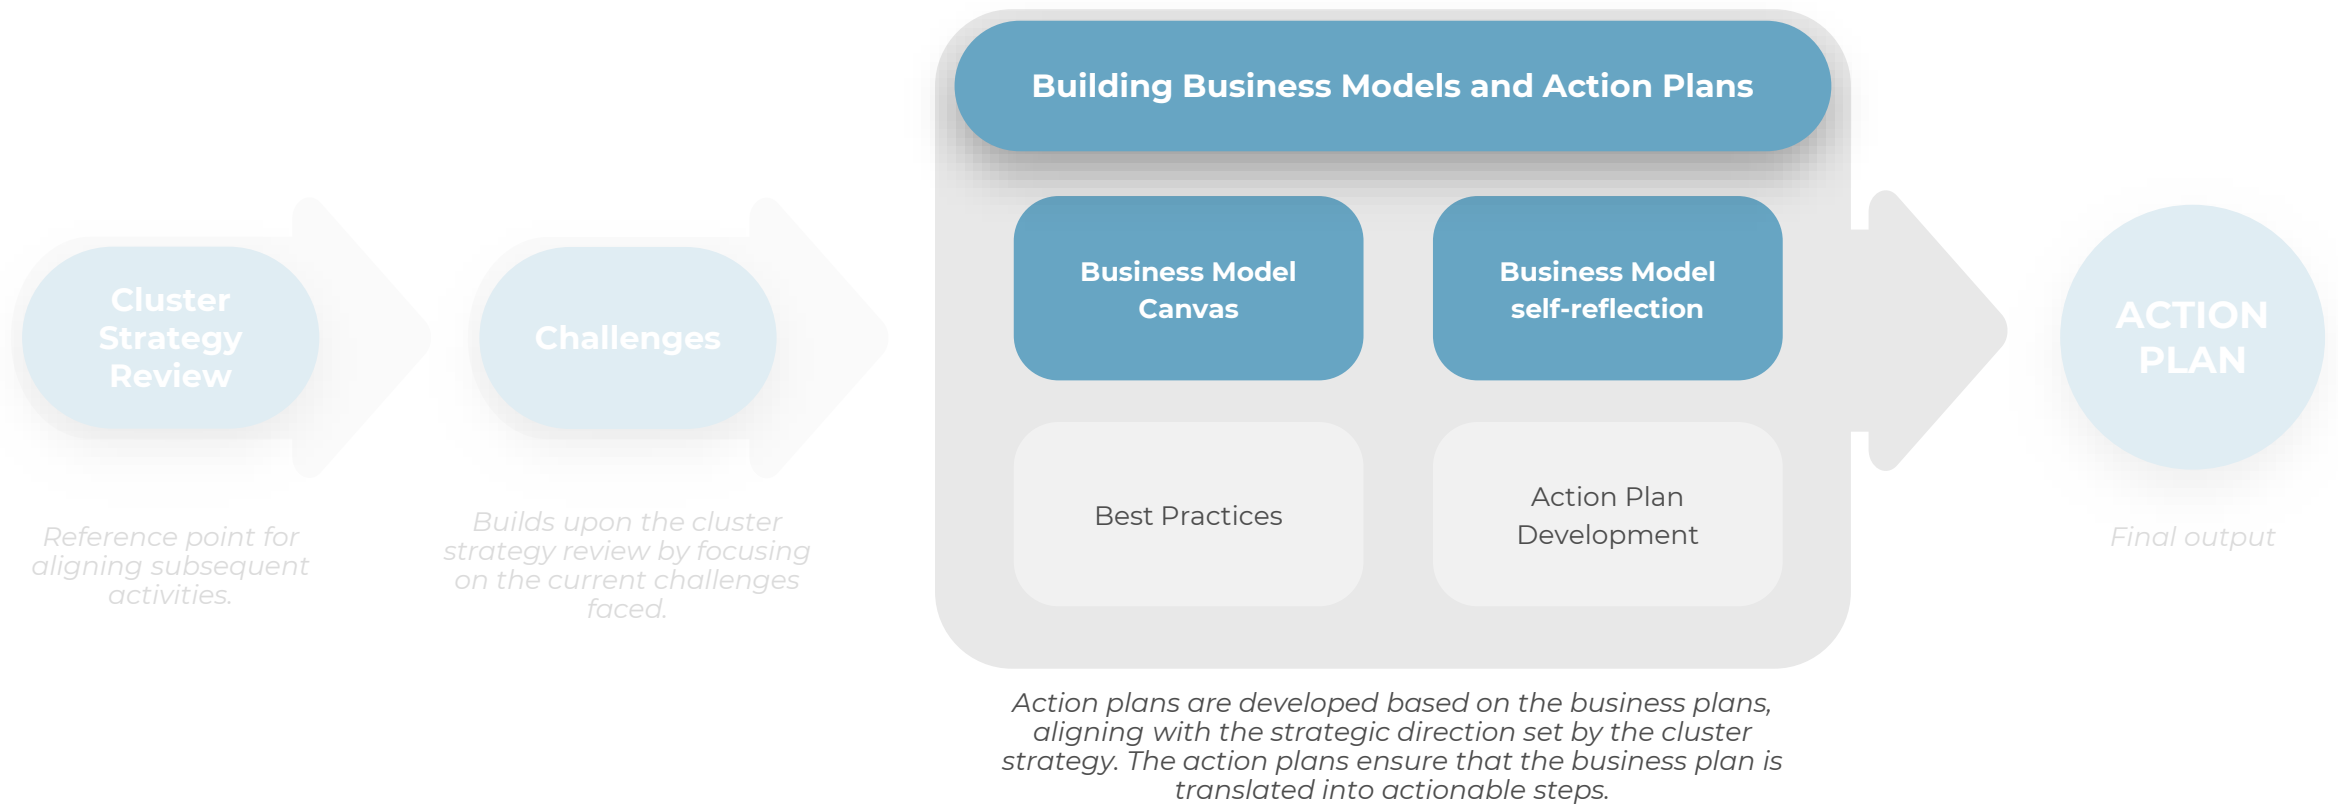 Cluster
Strategy
Review
Reference point for
aligning subsequent
activities.
Challenges
Builds upon the cluster
strategy review by focusing
on the current challenges
faced.
Building Business Models and Action Plans
Business Model
Canvas
Business Model
self-reflection
Best Practices
Action Plan
Development
Action plans are developed based on the business plans,
aligning with the strategic direction set by the cluster
strategy. The action plans ensure that the business plan is
translated into actionable steps.
ACTION
PLAN
Final output